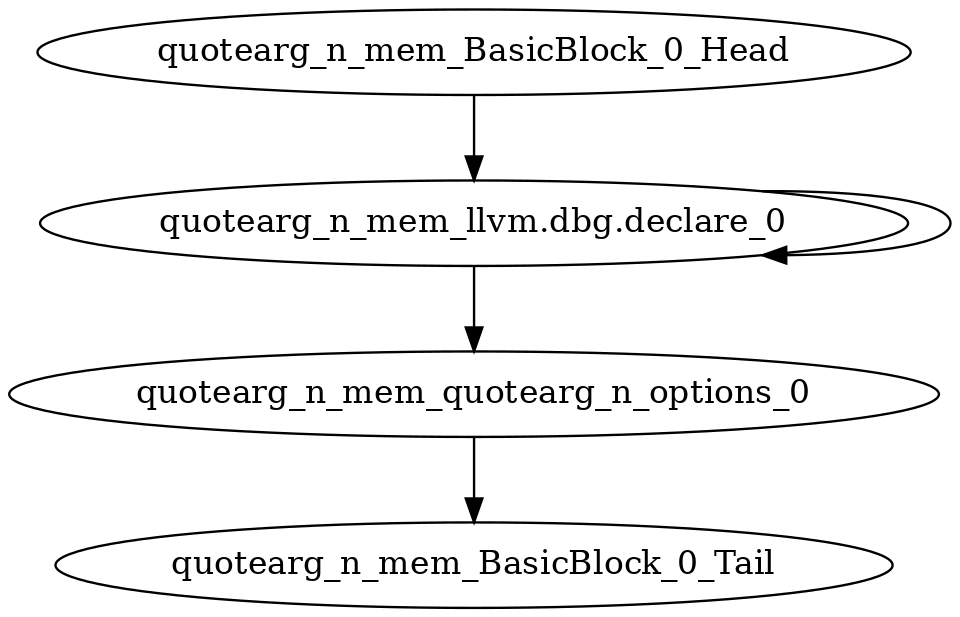 quotearg_n_mem_BasicBlock_0_Head
quotearg_n_mem_llvm.dbg.declare_0
quotearg_n_mem_quotearg_n_options_0
quotearg_n_mem_BasicBlock_0_Tail